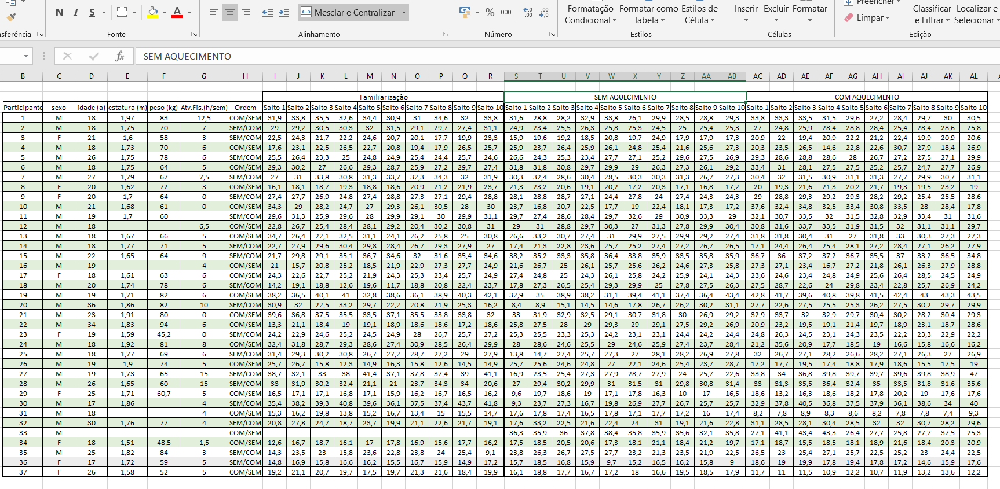 Preencher
N I S A
Mesclar e Centralizar
% 000
Formatação Condicional
Formatar como Tabela
Estilos de Célula
Inserir Excluir Formatar
Limpar
Classificar e Filtrar
Localizar e Selecionar
sferência Fonte Alinhamento Número Estilos Células Edição
fx SEM AQUECIMENTO
B C D E F G H I J K L M N O P Q R S T U V W X Y Z AA AB AC AD AE AF AG AH AI AJ AK AL
Familiarização SEM AQUECIMENTO COM AQUECIMENTO
Participante sexo idade (a) estatura (m) peso (kg) Atv.Fis.(h/sem) Ordem Salto 1 Salto 2 Salto 3 Salto 4 Salto 5 Salto 6 Salto 7 Salto 8 Salto 9 Salto 10 Salto 1 Salto 2 Salto 3 Salto 4 Salto 5 Salto 6 Salto 7 Salto 8 Salto 9 Salto 10 Salto 1 Salto 2 Salto 3 Salto 4 Salto 5 Salto 6 Salto 7 Salto 8 Salto 9 Salto 10
1 M 18 1,97 83 12,5 COM/SEM 31,9 33,8 35,5 32,6 34,4 30,9 31 34,6 32 33,8 31,6 28,8 28,2 32,9 33,8 26,1 29,9 28,5 28,8 29,3 33,8 33,3 33,5 31,5 29,6 27,2 28,4 29,7 30 30,5
2 M 18 1,75 70 7 SEM/COM 29 29,2 30,5 30,3 32 31,5 29,1 29,7 27,4 31,1 24,9 23,4 25,5 26,3 25,8 25,3 24,5 25 25,4 25,3 27 24,8 25,9 28,4 28,8 28,4 25,4 28,4 28,6 25,8
3 F 21 1,6 58 3 SEM/COM 22,5 24,3 21,7 22,2 24,6 20,7 20,1 17,7 19,9 23,3 15,9 19,6 19,2 18,5 20,8 19,7 24,9 17,9 17,9 17,3 20,9 22 19,4 20,9 22,2 21,2 22,4 19,9 20,9 20,6
4 M 18 1,73 70 6 COM/SEM 17,6 23,1 22,5 26,5 22,7 20,8 19,4 17,9 26,5 25,7 25,9 23,7 26,4 25,9 26,1 24,8 25,4 21,6 25,6 27,3 20,3 23,5 26,5 14,6 22,8 22,6 30,7 27,9 18,4 26,9
5 M 26 1,75 78 6 SEM/COM 25,5 26,4 23,3 25 24,8 24,9 25,4 24,4 25,7 24,6 26,6 24,3 25,3 23,4 27,7 27,1 25,2 29,6 27,5 26,9 29,3 28,6 28,8 28,6 28 26,7 27,2 27,5 27,1 29,9
6 M 18 1,75 64 5 COM/SEM 29,3 30,2 27 26,6 29,3 28,7 25,9 27,2 29,7 27,4 31,8 31,8 30,8 29,7 29,9 29 26,3 27,3 26,1 29,2 33,4 31 28,1 27,5 27,5 25,2 25,7 24,7 27,7 26,9
7 M 27 1,79 67 7,5 SEM/COM 27 31 33,8 30,8 31,3 33,7 32,3 34,3 32 31,9 30,3 32,4 28,6 30,4 28,5 30,3 30,3 31,3 26,7 27,3 30,4 32 31,5 30,9 31,1 31,3 27,7 29,9 30,7 31,1
8 F 20 1,62 72 3 COM/SEM 16,1 18,1 18,7 19,3 18,8 18,6 20,9 21,2 21,9 23,7 21,3 23,2 20,6 19,1 20,2 17,2 20,3 17,1 16,8 17,2 20 19,3 21,6 21,3 20,2 21,7 19,3 19,5 23,2 19
9 F 20 1,7 64 0 SEM/COM 27,4 27,7 26,9 24,8 27,4 28,8 27,3 27,1 29,4 28,8 28,1 28,8 28,7 27,1 24,4 27,8 24 27,4 24,3 24,3 29 28,8 29,3 29,2 29,3 28,2 29,2 25,4 25,5 28,6
10 M 21 1,68 61 0 COM/SEM 34,3 29 28,2 24,7 27 29,3 26,1 30,5 28 30 23,7 16,8 20,7 22,5 17,7 19 22,4 18,1 17,3 17,2 37,6 32,4 34,8 32,5 33,4 30,8 33,5 28 28,4 17,8
11 M 19 1,7 60 SEM/COM 29,6 31,3 25,9 29,6 28 29,9 29,1 30 29,9 31,1 29,7 27,4 28,6 28,4 29,7 32,6 29 30,9 33,3 29 32,1 30,7 33,5 32 31,5 32,8 32,9 33,4 31 31,6
12 M 18 6,5 COM/SEM 22,8 26,7 25,4 28,4 28,1 29,2 20,4 30,2 30,8 31 29 31 28,8 29,7 30,3 27 31,3 27,8 29,9 30,4 30,8 31,6 33,7 33,5 31,9 31,5 32 31,1 31,1 29,7
13 M 18 1,67 66 5 COM/SEM 34,7 26,4 22,1 32,5 31,1 24,1 26,2 25,8 25 30,8 26,6 33,2 30,7 27,4 31 29,9 27,5 29,9 29,2 27,4 31,8 31,8 30,4 31 27 31,8 33 30,3 27,3 27,3
14 M 18 1,77 71 5 SEM/COM 22,7 27,9 29,6 30,4 29,8 28,4 26,7 29,3 27,9 27 17,4 21,3 22,8 23,6 25,7 25,2 27,4 27,2 26,7 26,5 17,1 24,4 26,4 25,4 28,1 27,2 28,4 27,1 26,2 27,9
15 M 22 1,65 64 9 SEM/COM 21,7 29,8 29,1 35,1 36,7 34,6 32 31,6 35,4 34,6 38,2 35,2 33,3 35,8 36,4 33,8 35,9 33,5 35,8 35,9 36,7 36 37,2 37,2 36,7 35,5 37 33,2 36,5 34,8
16 M 19 4 COM/SEM 21 15,7 20,8 25,2 18,5 21,9 22,9 27,3 27,7 24,9 21,6 26,7 25 26,1 25,7 25,6 26,2 24,6 27,3 25,8 27,3 27,1 23,4 16,7 27,2 21,8 26,1 26,3 27,9 28,8
17 F 18 1,61 63 6 COM/SEM 24,3 22,6 22,7 25,2 21,9 24,3 25,3 23,4 25,7 24,9 27,4 24,8 25 24,3 26,1 25,8 24,2 25,9 24,1 24,3 23,6 24,6 23,4 24,8 24,9 25,6 26,4 28,5 24,5 24,9
18 M 20 1,74 78 6 SEM/COM 14,2 19,1 18,8 12,6 19,6 11,7 18,8 20,8 22,4 23,7 17,8 27,3 26,5 25,4 29,3 29,9 25 27,8 27,5 26,3 27,5 28,7 22,6 24 29,8 23,4 22,8 25,7 26,9 24,2
19 M 19 1,71 82 6 COM/SEM 38,2 36,5 40,1 41 32,8 38,6 36,1 38,9 40,3 42,1 32,9 35 38,9 38,2 31,1 39,4 41,1 37,4 36,4 43,4 42,8 41,7 39,6 40,8 39,8 41,5 42,4 43 43,3 43,5
20 M 36 1,86 82 10 SEM/COM 30,9 32 22,5 33,2 29,7 22,2 20,8 21,9 25,3 16,2 8,4 8,9 15,1 14,5 14,6 17,8 26,7 26,2 30,2 31,1 27,7 22,6 27,5 25,5 25,3 26,2 27,5 30,2 29,7 29,9
21 M 23 1,91 80 0 COM/SEM 39,6 36,8 37,5 35,5 33,5 37,1 35,5 33,8 33,8 32 33 31,9 32,9 32,5 29,1 30,7 31,8 30 26,9 29,2 32,9 33,7 32 32,9 29,7 30,4 30,2 28,2 30,4 29,3
22 M 34 1,83 94 6 COM/SEM 13,3 21,1 18,4 19 19,1 18,9 18,6 18,6 17,2 18,6 25,8 27,5 28 29 29,3 29 29,1 27,5 29,2 26,9 20,9 23,2 19,5 19,1 21,4 19,7 18,9 23,1 18,7 28,6
23 F 19 1,59 45,2 0 SEM/COM 24,2 22,9 24,6 25,2 24,5 24,9 28 26,7 25,7 27,2 25,3 25,5 23,3 25,3 24,2 23,1 23,1 24,4 24,2 24,4 24,8 26,3 24,5 23,1 24,3 23,5 22,2 23,3 22,9 22,2
24 M 18 1,92 81 8 COM/SEM 32,4 31,8 28,7 29,3 28,6 27,4 30,9 28,5 26,4 29,9 28 28,6 24,6 25,5 29 24,6 25,9 27,4 23,7 28,4 21,2 35,6 20,9 17,7 18,5 19 16,6 15,8 16,6 16,2
25 M 18 1,77 69 6 SEM/COM 31,4 29,3 30,2 30,8 26,7 27,2 28,7 27,2 29 27,9 13,8 14,7 27,4 25,7 27,3 27 28,1 28,2 26,9 27,8 32 26,7 27,1 28,2 26,6 28,2 27,1 26,3 27 26,9
26 M 19 1,9 74 5 COM/SEM 25,7 26,7 15,8 12,3 14,9 16,3 15,8 12,6 14,5 14,9 25,7 25,6 24,6 24,8 27 22,1 24,6 25,4 23,7 28,7 17,2 17,7 19,5 17,4 18,8 17,9 18,6 15,5 17,5 19
27 M 19 1,73 65 15 SEM/COM 38,7 32,1 33 38 41,4 37,1 37,8 37,4 39 41,1 16,9 23,5 25,4 27,3 27,9 28,7 27,9 24 25,7 22,6 33,8 34 36,8 39,8 39,7 39,7 39,6 39,8 38,9 47
28 M 26 1,65 60 15 SEM/COM 33 31,9 30,2 32,4 21,1 21 23,7 34,3 34 20,6 27 29,4 30,2 29,9 31 31,5 31 29,8 30,8 31,4 33 31,3 35,5 36,4 32,4 35 33,5 31,8 31,6 35,6
29 F 25 1,71 60,7 5 COM/SEM 16,5 17,1 17,1 16,8 17,1 15,9 16,2 16,7 16,5 16,2 9,6 19,7 18,6 19 17,1 17,8 16,3 10 17 16,5 18,6 13,2 16,3 18,6 18,2 17,8 20,2 19 17,6 17,6
30 M 17 1,86 4 SEM/COM 35,4 38,2 39,3 40,8 39,6 36,1 37,5 37,4 43,7 41,8 9,3 23,7 27,3 16,7 19,8 26,9 27,7 26,7 25,7 25,7 32,9 37,8 40,5 36,8 37,5 37,9 36,1 38,6 34 40
31 M 18 4 COM/SEM 15,3 16,2 19,8 13,8 15,2 16,7 13,4 15 15,5 14,7 17,6 17,8 17,4 16,5 17,8 17,1 17,7 17,2 16 17,4 8,2 7,8 8,9 8,3 8,6 8,2 7,8 7,8 7,4 9,3
32 M 30 1,76 77 4 SEM/COM 20,8 27,8 24,7 18,7 23,7 19,9 21,1 22,6 21,7 19,1 17,6 33,2 22,5 21,6 22,4 24 31 19,1 21,6 22,8 31,1 28,5 28,1 30,4 28,5 32 32 30,7 28,2 29,6
33 M COM/SEM 36,3 35,9 36 37,8 38,4 35,8 35,9 35,6 32,1 35,8 27,1 41,1 43,4 43,3 26,4 27,7 25,8 27,7 37,5 25,3
34 F 18 1,51 48,5 1,5 COM/SEM 12,6 16,7 18,7 16,1 17 17,8 16,9 15,6 17,7 16,2 17,5 18,5 20,5 20,6 17,3 18,1 21,1 18,4 21,2 19,7 17,1 18,7 15,5 18,5 18,1 18,9 21,6 18,4 20,3 20,9
35 M 25 1,82 84 3 SEM/COM 14,3 23,5 23 15,8 23,6 22,8 23,8 24 25,4 9,1 23,8 26,3 26,7 27,5 27,7 23,2 21,3 23,5 21,9 22,5 26,5 23 25,4 27,1 25,7 22,5 25,2 23 24,4 22,5
36 F 17 1,72 59 5 SEM/COM 14,8 16,9 15,8 16,6 16,2 15,5 16,7 15,9 14,9 17,2 15,7 18,5 16,8 15,9 9,7 15,2 16,5 16,2 15,8 9 18,6 19 19,9 17,8 19,4 17,8 17,2 14,6 15,9 17,6
37 F 26 1,58 52 5 COM/SEM 19,2 21,1 20,7 19,7 17,5 19,7 21,3 21,6 18,4 19,9 16,1 18,8 17,7 16,7 17,2 18 16,6 19,5 18,5 17,9 11,7 11 11,5 10,9 12,2 10,7 11,9 13,2 13,6 12,2